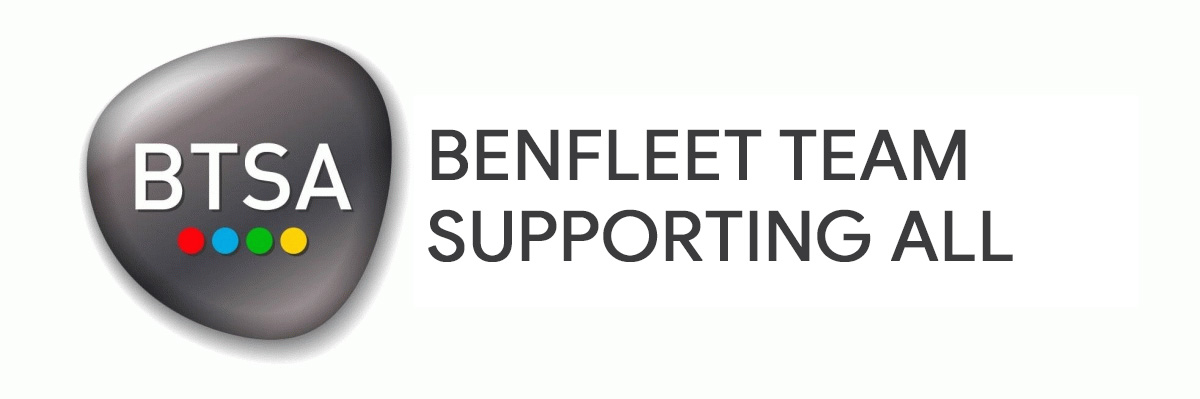 BTSA
BENFLEET TEAM
SUPPORTING ALL